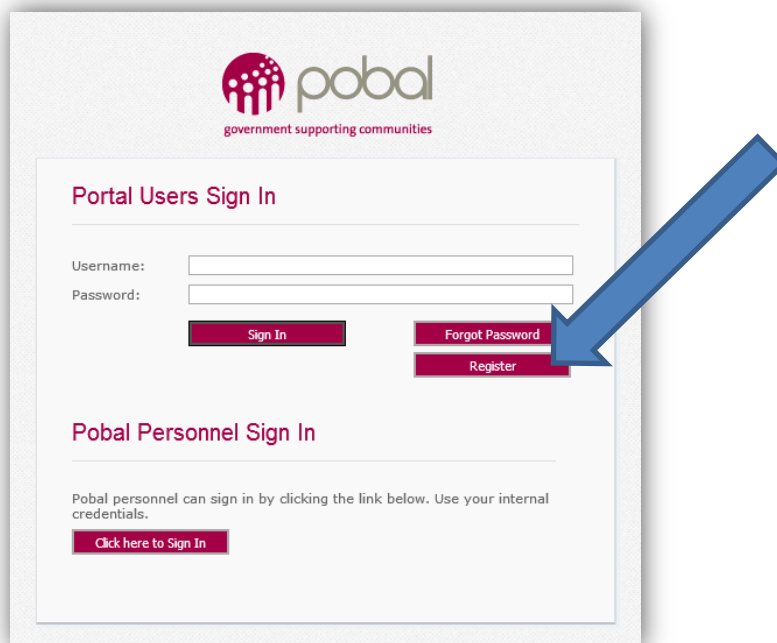 pobal
government supporting communities
Portal Users Sign In
Username:
Password:
Sign In
Forgot Password
Register
Pobal Personnel Sign In
Pobal personnel can sign in by clicking the link below. Use your internal
credentials.
Click here to Sign In